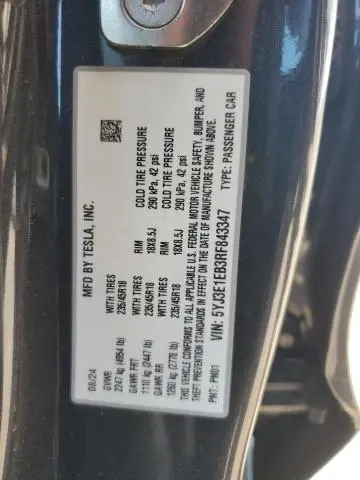 MFD BY TESLA, INC.
08/24
GVWR
2247 kg (4954 lb)
GAWR FRT
1110 kg (2447 lb)
WITH TIRES
235/45R18
RIM
18X8.5J
COLD TIRE PRESSURE
290 kPa, 42 psi
GAWR RR
1260 kg (2778 lb)
WITH TIRES
235/45R18
RIM
18X8.5J
COLD TIRE PRESSURE
290 kPa, 42 psi
THIS VEHICLE CONFORMS TO ALL APPLICABLE U.S. FEDERAL MOTOR VEHICLE SAFETY, BUMPER, AND
THEFT PREVENTION STANDARDS IN EFFECT ON THE DATE OF MANUFACTURE SHOWN ABOVE.
VIN: 5YJ3E1EB3RF843347
TYPE: PASSENGER CAR
PNT: PN01